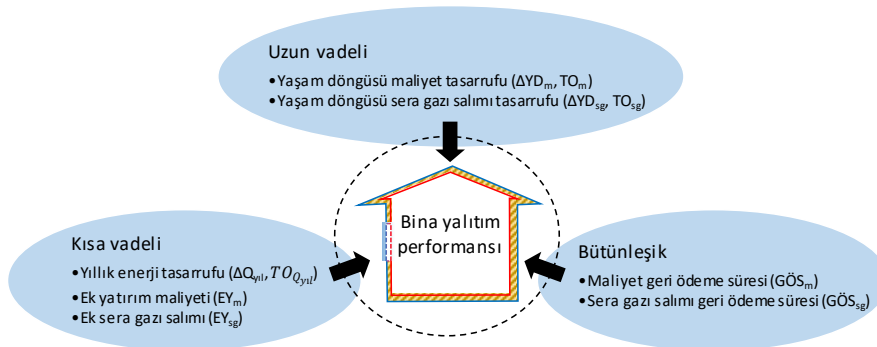 Uzun vadeli
•Yaşam döngüsü maliyet tasarrufu (ΔYDm, TOm)
•Yaşam döngüsü sera gazı salımı tasarrufu (ΔYDsg, TOsg)
Bina yalıtım
performansı
Kısa vadeli
•Yıllık enerji tasarrufu (ΔQyıl, TOQyıl)
•Ek yatırım maliyeti (EYm)
•Ek sera gazı salımı (EYsg)
Bütünleşik
•Maliyet geri ödeme süresi (GÖSm)
•Sera gazı salımı geri ödeme süresi (GÖSsg)